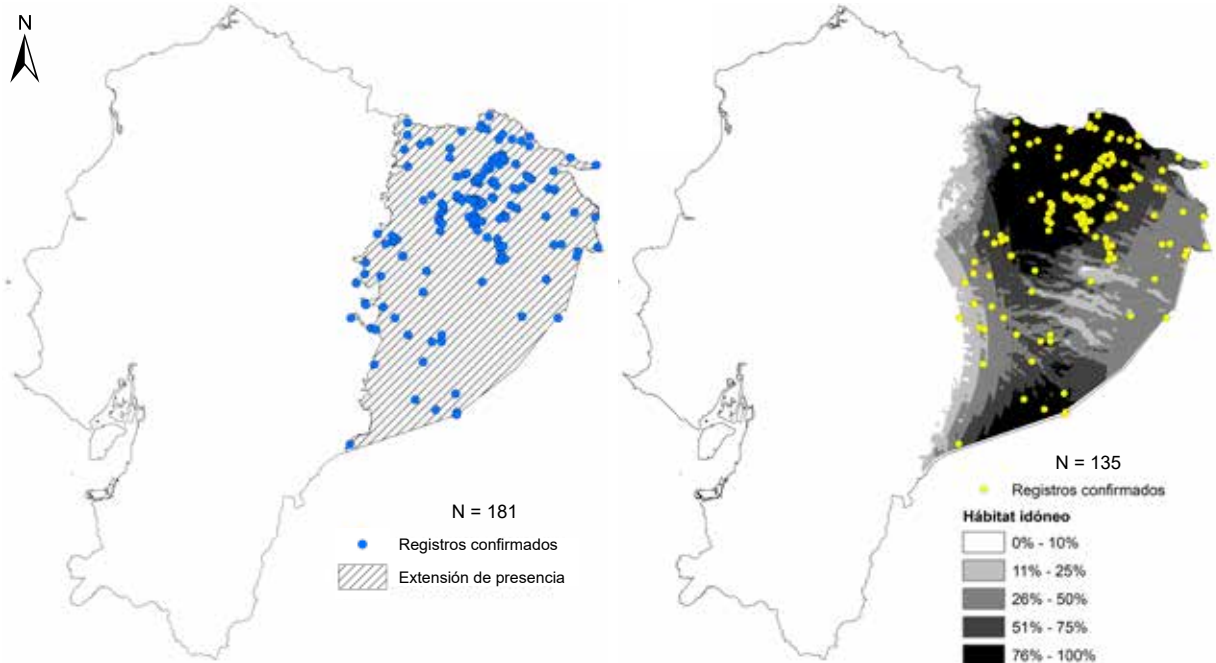 N
N = 181
Registros confirmados
Extensión de presencia
N = 135
Registros confirmados
Hábitat idóneo
0% - 10%
11% - 25%
26% - 50%
51% - 75%
76% - 100%